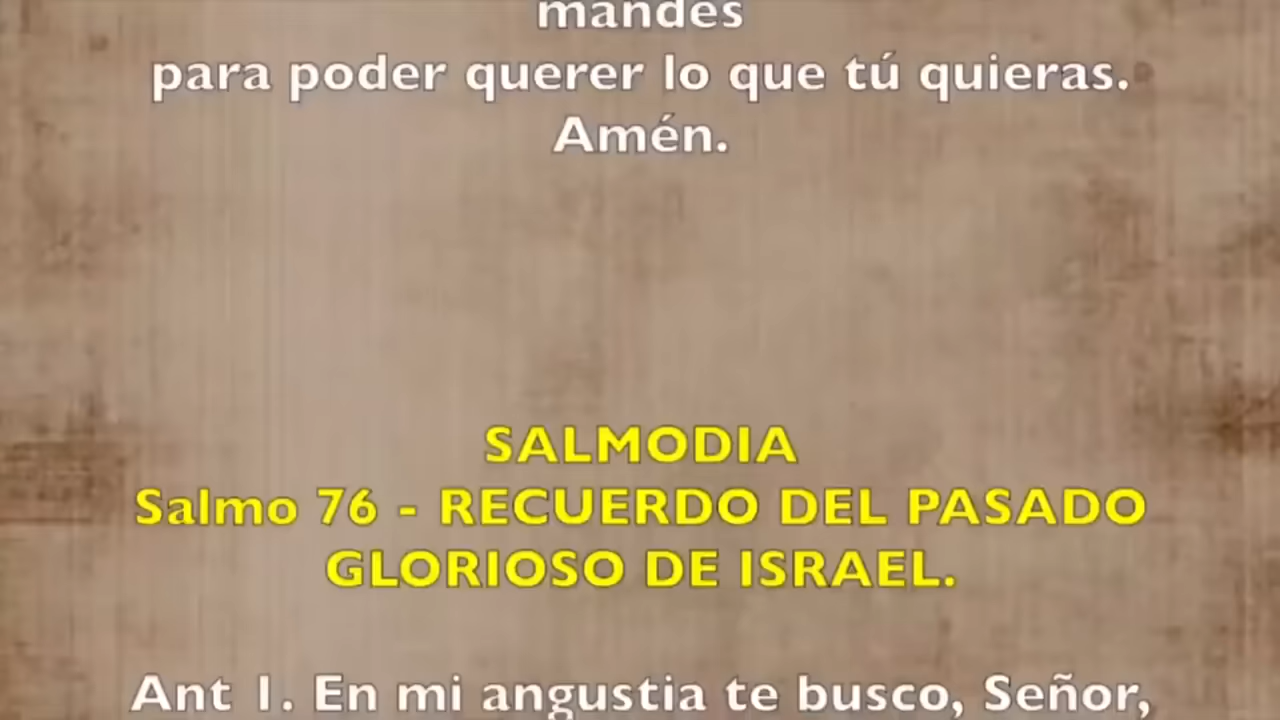 mandes
para poder querer lo que tú quieras.
Amén.
SALMODIA
Salmo 76 - RECUERDO DEL PASADO
GLORIOSO DE ISRAEL.
Ant 1. En mi angustia te busco, Señor,